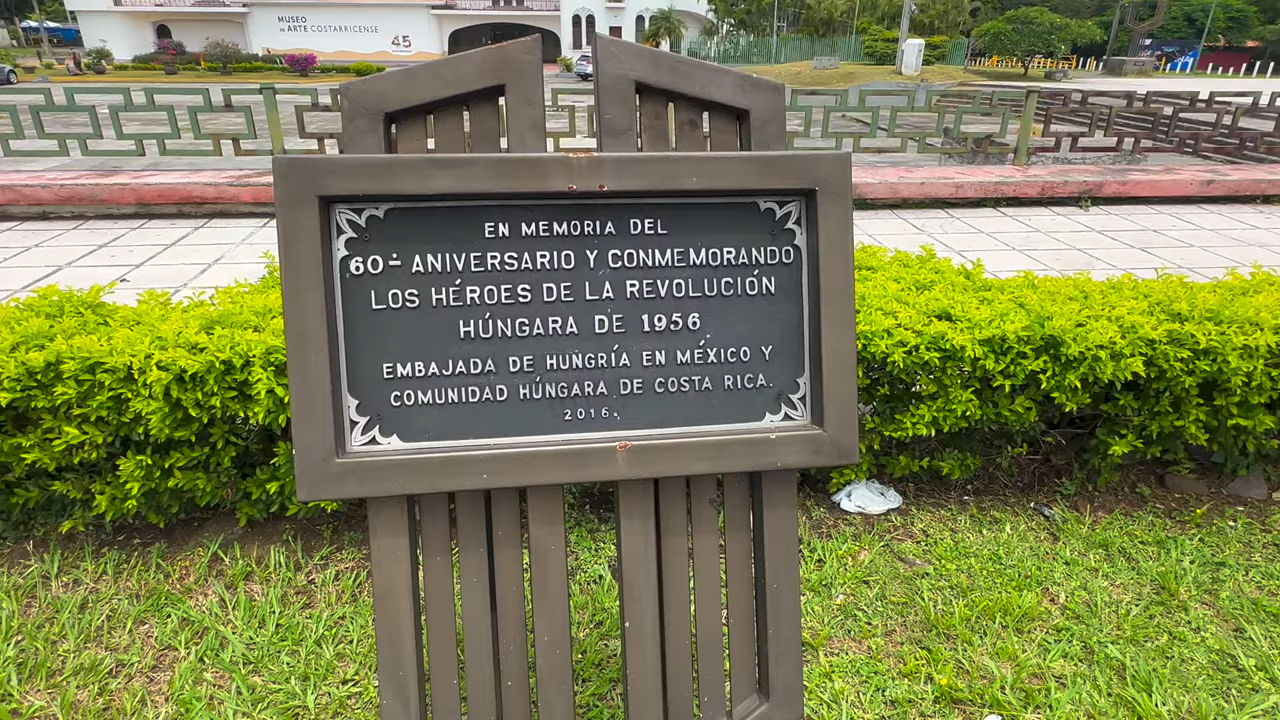 MUSEO
DE ARTE COSTARRICENSE
45
EN MEMORIA DEL
60º ANIVERSARIO Y CONMEMORANDO
LOS HÉROES DE LA REVOLUCIÓN
HÚNGARA DE 1956
EMBAJADA DE HUNGRÍA EN MÉXICO Y
COMUNIDAD HÚNGARA DE COSTA RICA.
2016.